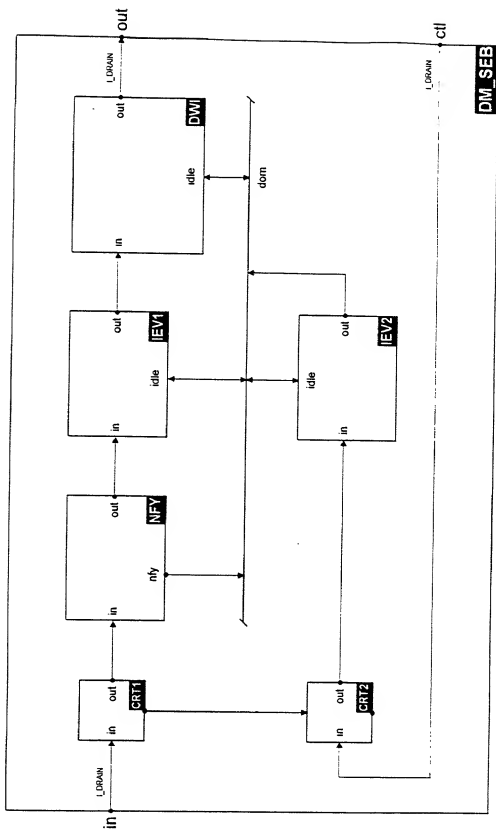 out
I_DRAIN
out
DWI
idle
in
dom
out
IEV1
idle
in
out
NFY
nfy
in
out
CRT1
in
I_DRAIN
in
out
IEV2
idle
in
out
CRT2
in
ctl
I_DRAIN
DM_SEB